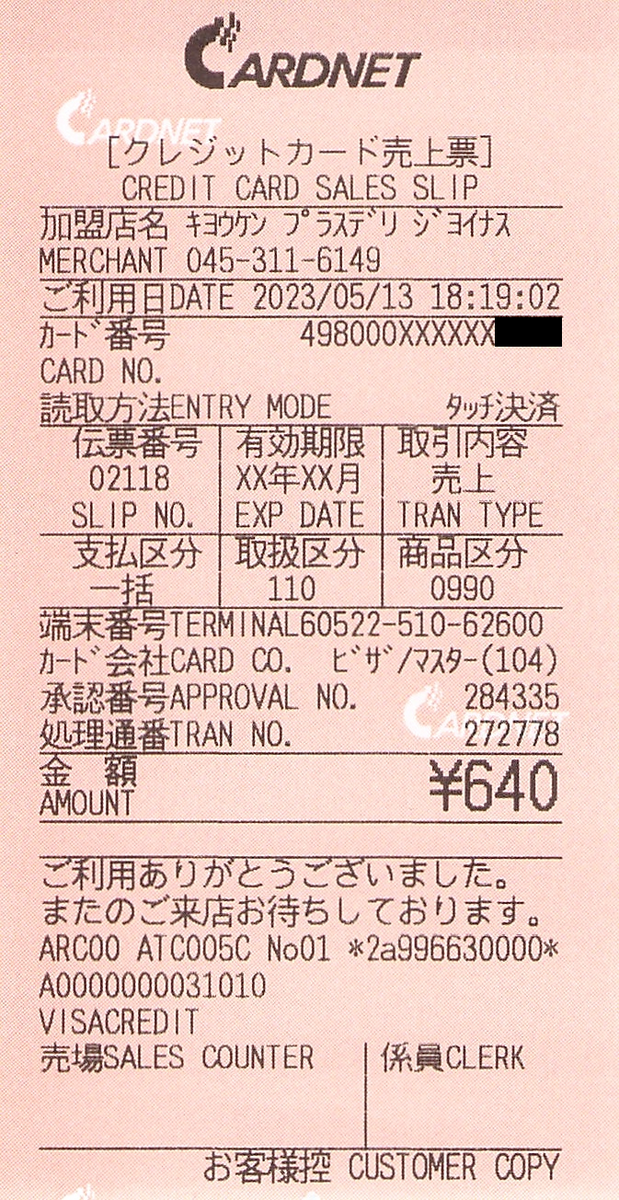 CARDNET
CARDNET
[クレジットカード売上票]
CREDIT CARD SALES SLIP
加盟店名 ｷﾖｳｹﾝ ﾌﾟﾗｽﾃﾞﾘ ｼﾞﾖｲﾅｽ
MERCHANT 045-311-6149
ご利用日DATE 2023/05/13 18:19:02
ｶｰﾄﾞ番号 498000XXXXXX
CARD NO.
読取方法ENTRY MODE ﾀｯﾁ決済
伝票番号 有効期限 取引内容
02118 XX年XX月 売上
SLIP NO. EXP DATE TRAN TYPE
支払区分 取扱区分 商品区分
一括 110 0990
端末番号TERMINAL60522-510-62600
ｶｰﾄﾞ会社CARD CO. ﾋﾞｻﾞ/ﾏｽﾀｰ(104)
承認番号APPROVAL NO. 284335
CARDNET
処理通番TRAN NO. 272778
金 額 ¥640
AMOUNT
ご利用ありがとうございました。
またのご来店お待ちしております。
ARC00 ATC005C No01 *2a996630000*
A0000000031010
VISACREDIT
売場SALES COUNTER 係員CLERK
お客様控 CUSTOMER COPY